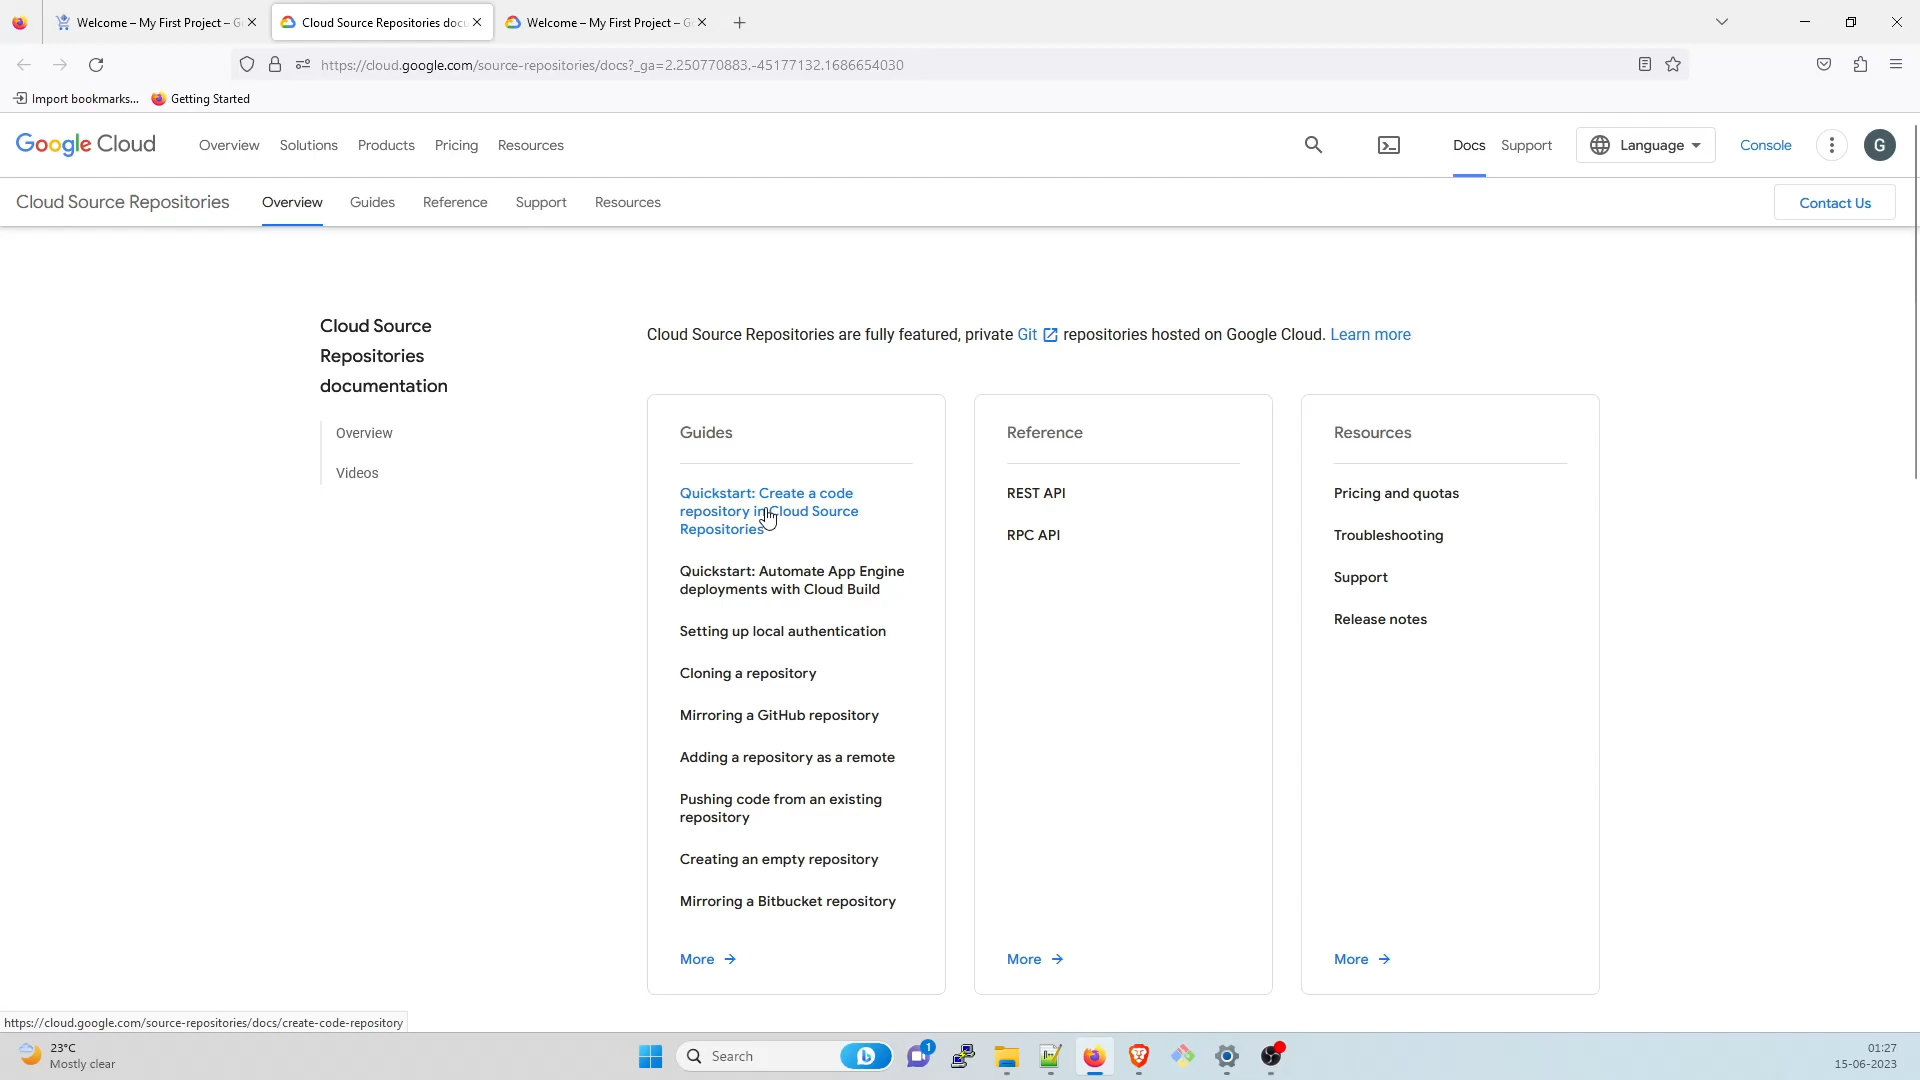 Welcome – My First Project – G
Cloud Source Repositories docu
Welcome – My First Project – G
https://cloud.google.com/source-repositories/docs?_ga=2.250770883.-45177132.1686654030
Import bookmarks...
Getting Started
Google Cloud
Overview
Solutions
Products
Pricing
Resources
Docs
Support
Language
Console
G
Cloud Source Repositories
Overview
Guides
Reference
Support
Resources
Contact Us
Cloud Source
Repositories
documentation
Overview
Videos
Cloud Source Repositories are fully featured, private Git repositories hosted on Google Cloud. Learn more
Guides
Quickstart: Create a code
repository in Cloud Source
Repositories
Quickstart: Automate App Engine
deployments with Cloud Build
Setting up local authentication
Cloning a repository
Mirroring a GitHub repository
Adding a repository as a remote
Pushing code from an existing
repository
Creating an empty repository
Mirroring a Bitbucket repository
More
Reference
REST API
RPC API
More
Resources
Pricing and quotas
Troubleshooting
Support
Release notes
More
https://cloud.google.com/source-repositories/docs/create-code-repository
23°C
Mostly clear
Search
1
01:27
15-06-2023